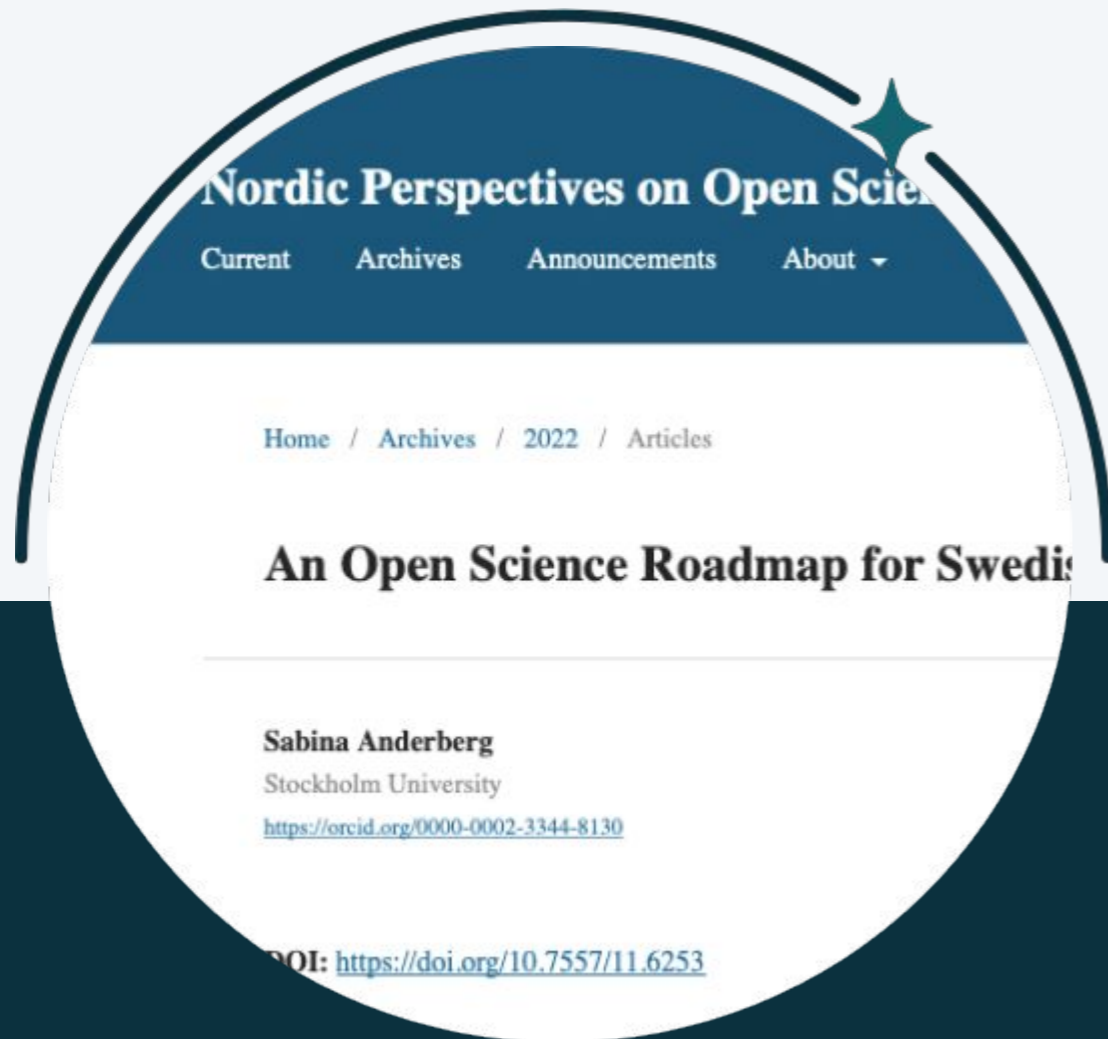 Nordic Perspectives on Open Scien
Current Archives Announcements About
Home / Archives / 2022 / Articles
An Open Science Roadmap for Swedis
Sabina Anderberg
Stockholm University
https://orcid.org/0000-0002-3344-8130
DOI: https://doi.org/10.7557/11.6253